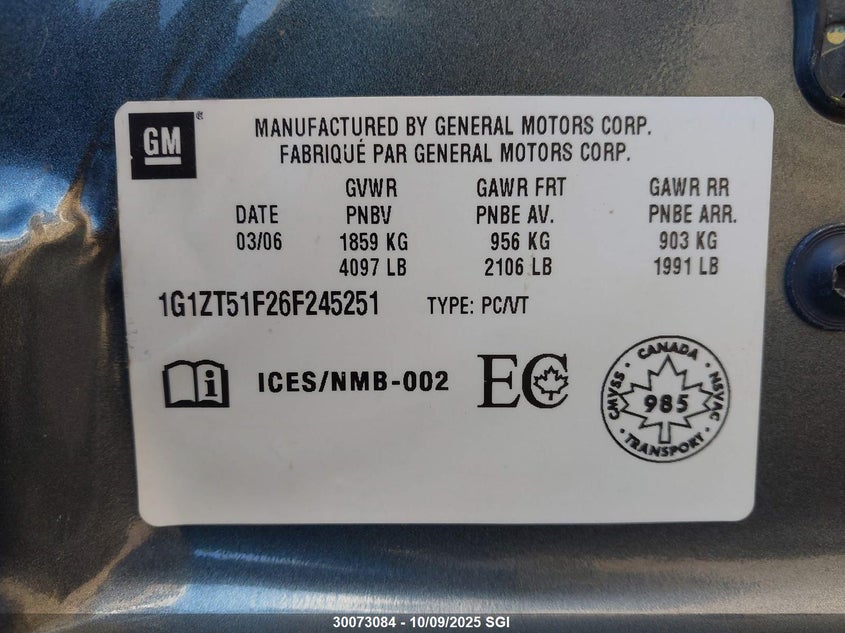 GM®
MANUFACTURED BY GENERAL MOTORS CORP.
FABRIQUÉ PAR GENERAL MOTORS CORP.
GVWR GAWR FRT GAWR RR
DATE PNBV PNBE AV. PNBE ARR.
03/06 1859 KG 956 KG 903 KG
4097 LB 2106 LB 1991 LB
1G1ZT51F26F245251 TYPE: PC/VT
i ICES/NMB-002 EC
CANADA
CMVSS 985 NSVAC
TRANSPORT
30073084 - 10/09/2025 SGI